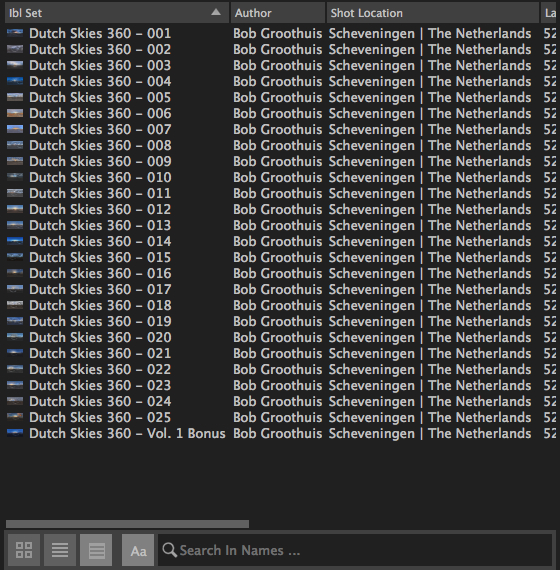 Ibl Set Author Shot Location La
Dutch Skies 360 - 001 Bob Groothuis Scheveningen | The Netherlands 52
Dutch Skies 360 - 002 Bob Groothuis Scheveningen | The Netherlands 52
Dutch Skies 360 - 003 Bob Groothuis Scheveningen | The Netherlands 52
Dutch Skies 360 - 004 Bob Groothuis Scheveningen | The Netherlands 52
Dutch Skies 360 - 005 Bob Groothuis Scheveningen | The Netherlands 52
Dutch Skies 360 - 006 Bob Groothuis Scheveningen | The Netherlands 52
Dutch Skies 360 - 007 Bob Groothuis Scheveningen | The Netherlands 52
Dutch Skies 360 - 008 Bob Groothuis Scheveningen | The Netherlands 52
Dutch Skies 360 - 009 Bob Groothuis Scheveningen | The Netherlands 52
Dutch Skies 360 - 010 Bob Groothuis Scheveningen | The Netherlands 52
Dutch Skies 360 - 011 Bob Groothuis Scheveningen | The Netherlands 52
Dutch Skies 360 - 012 Bob Groothuis Scheveningen | The Netherlands 52
Dutch Skies 360 - 013 Bob Groothuis Scheveningen | The Netherlands 52
Dutch Skies 360 - 014 Bob Groothuis Scheveningen | The Netherlands 52
Dutch Skies 360 - 015 Bob Groothuis Scheveningen | The Netherlands 52
Dutch Skies 360 - 016 Bob Groothuis Scheveningen | The Netherlands 52
Dutch Skies 360 - 017 Bob Groothuis Scheveningen | The Netherlands 52
Dutch Skies 360 - 018 Bob Groothuis Scheveningen | The Netherlands 52
Dutch Skies 360 - 019 Bob Groothuis Scheveningen | The Netherlands 52
Dutch Skies 360 - 020 Bob Groothuis Scheveningen | The Netherlands 52
Dutch Skies 360 - 021 Bob Groothuis Scheveningen | The Netherlands 52
Dutch Skies 360 - 022 Bob Groothuis Scheveningen | The Netherlands 52
Dutch Skies 360 - 023 Bob Groothuis Scheveningen | The Netherlands 52
Dutch Skies 360 - 024 Bob Groothuis Scheveningen | The Netherlands 52
Dutch Skies 360 - 025 Bob Groothuis Scheveningen | The Netherlands 52
Dutch Skies 360 - Vol. 1 Bonus Bob Groothuis Scheveningen | The Netherlands 52
Aa Search In Names ...